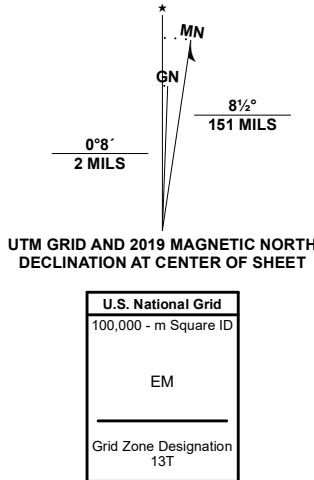 ★
MN
GN
8½°
151 MILS
0°8´
2 MILS
UTM GRID AND 2019 MAGNETIC NORTH
DECLINATION AT CENTER OF SHEET
U.S. National Grid
100,000 - m Square ID
EM
Grid Zone Designation
13T